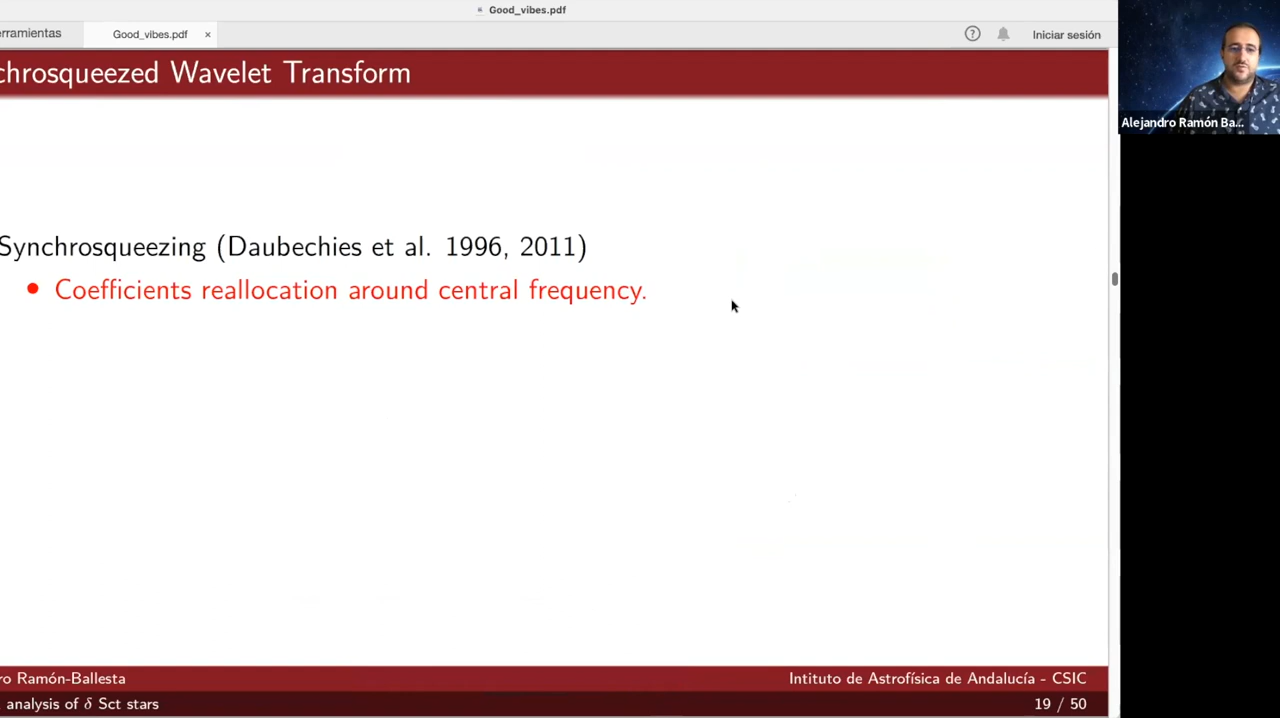 Good_vibes.pdf
erramientas
Good_vibes.pdf ×
? Iniciar sesión
chrosqueezed Wavelet Transform
Alejandro Ramón Ba...
Synchrosqueezing (Daubechies et al. 1996, 2011)
• Coefficients reallocation around central frequency.
ro Ramón-Ballesta
Intituto de Astrofísica de Andalucía - CSIC
analysis of δ Sct stars
19 / 50